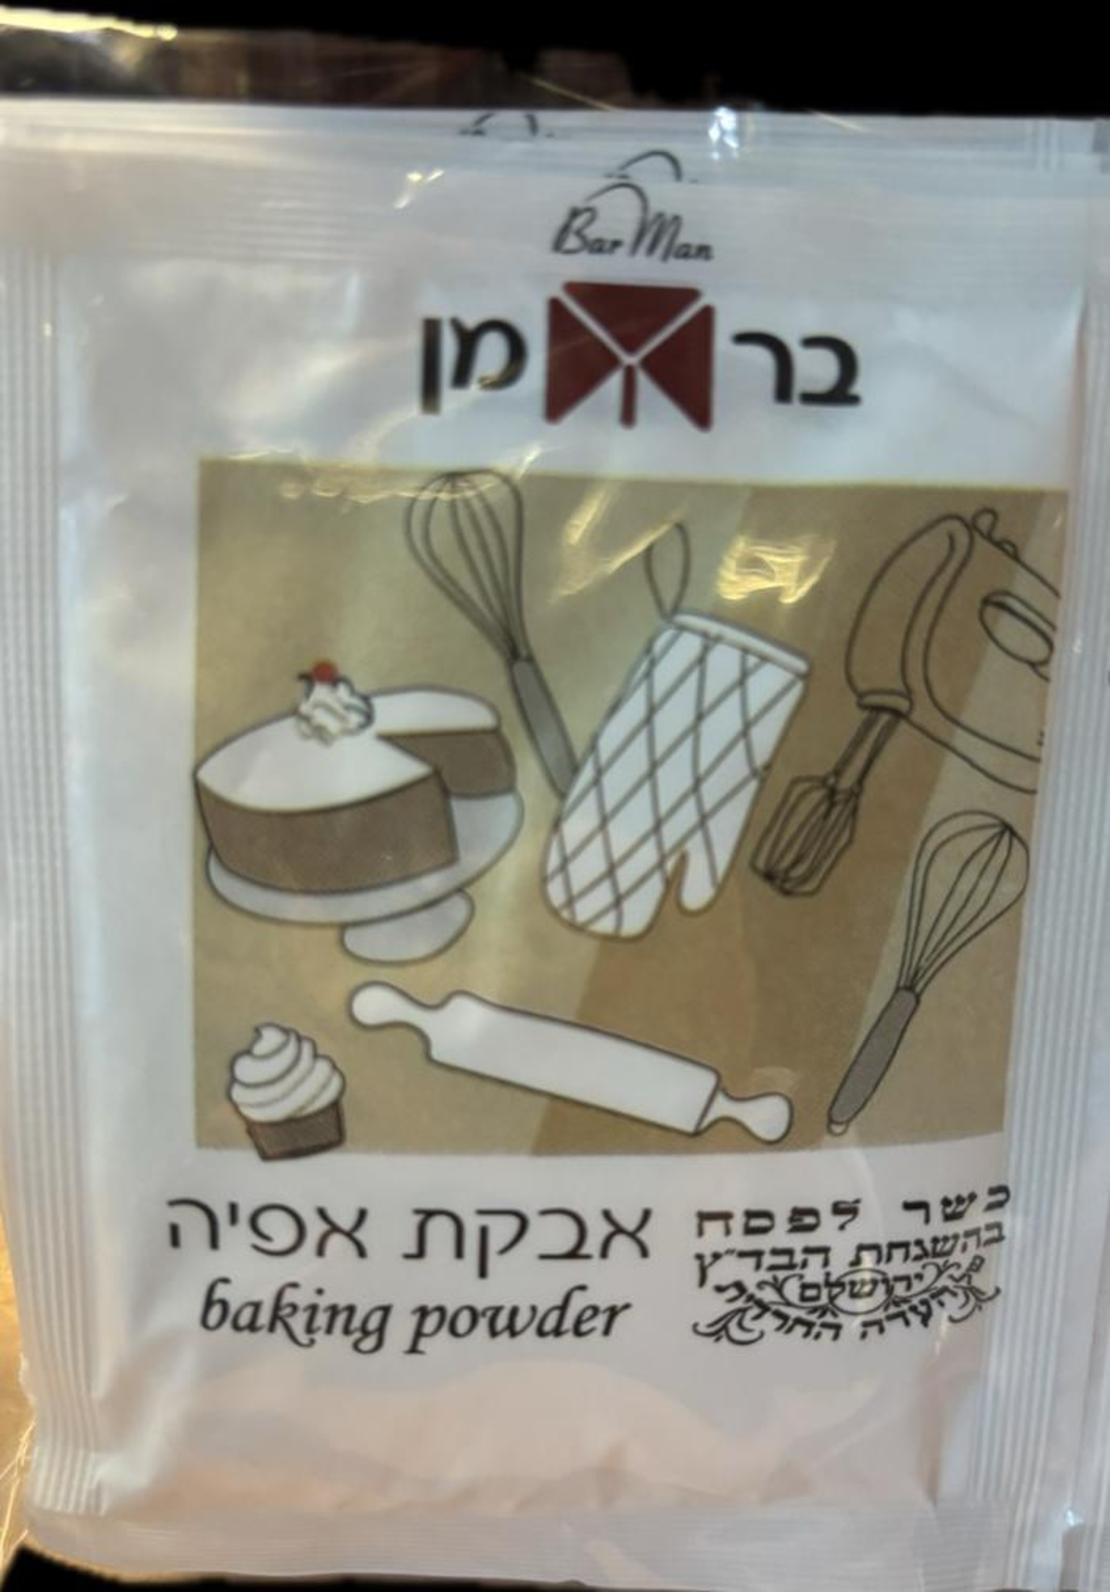 Bar Man
בר מן
אבקת אפיה
baking powder
כשר לפסח
בהשגחת הבד״ץ
ירושלים
העדה החרדית